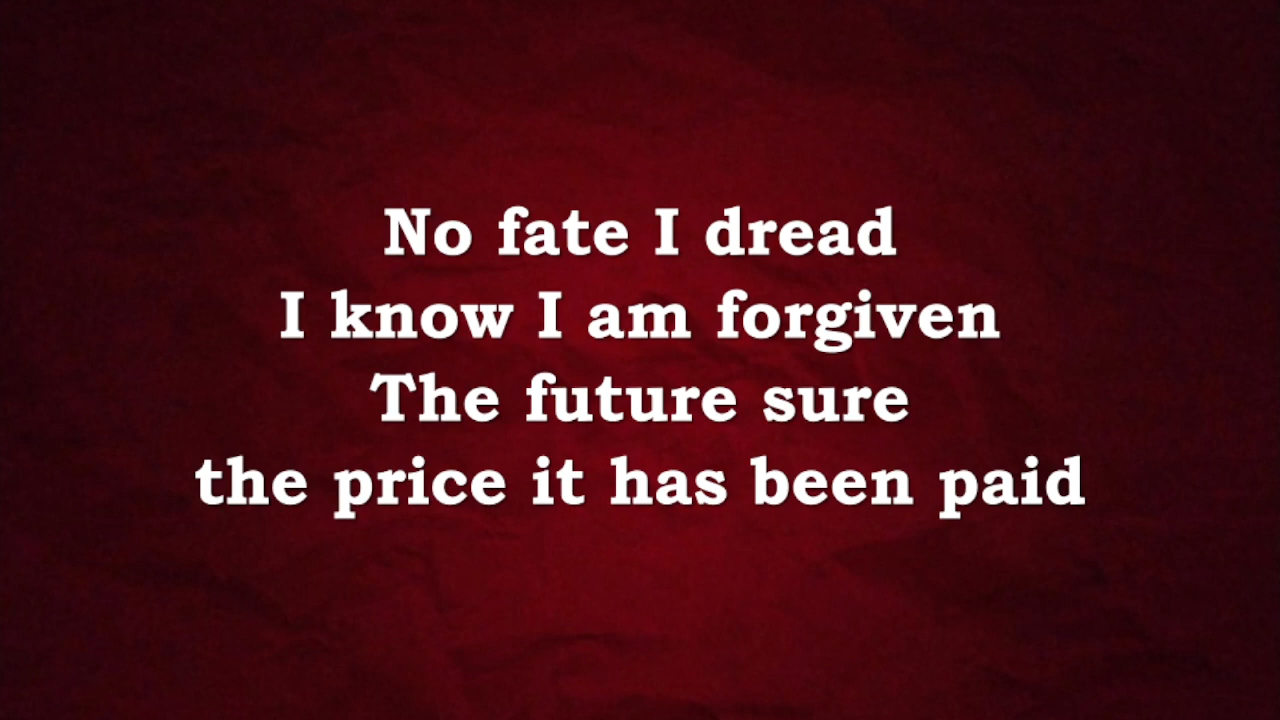 No fate I dread
I know I am forgiven
The future sure
the price it has been paid